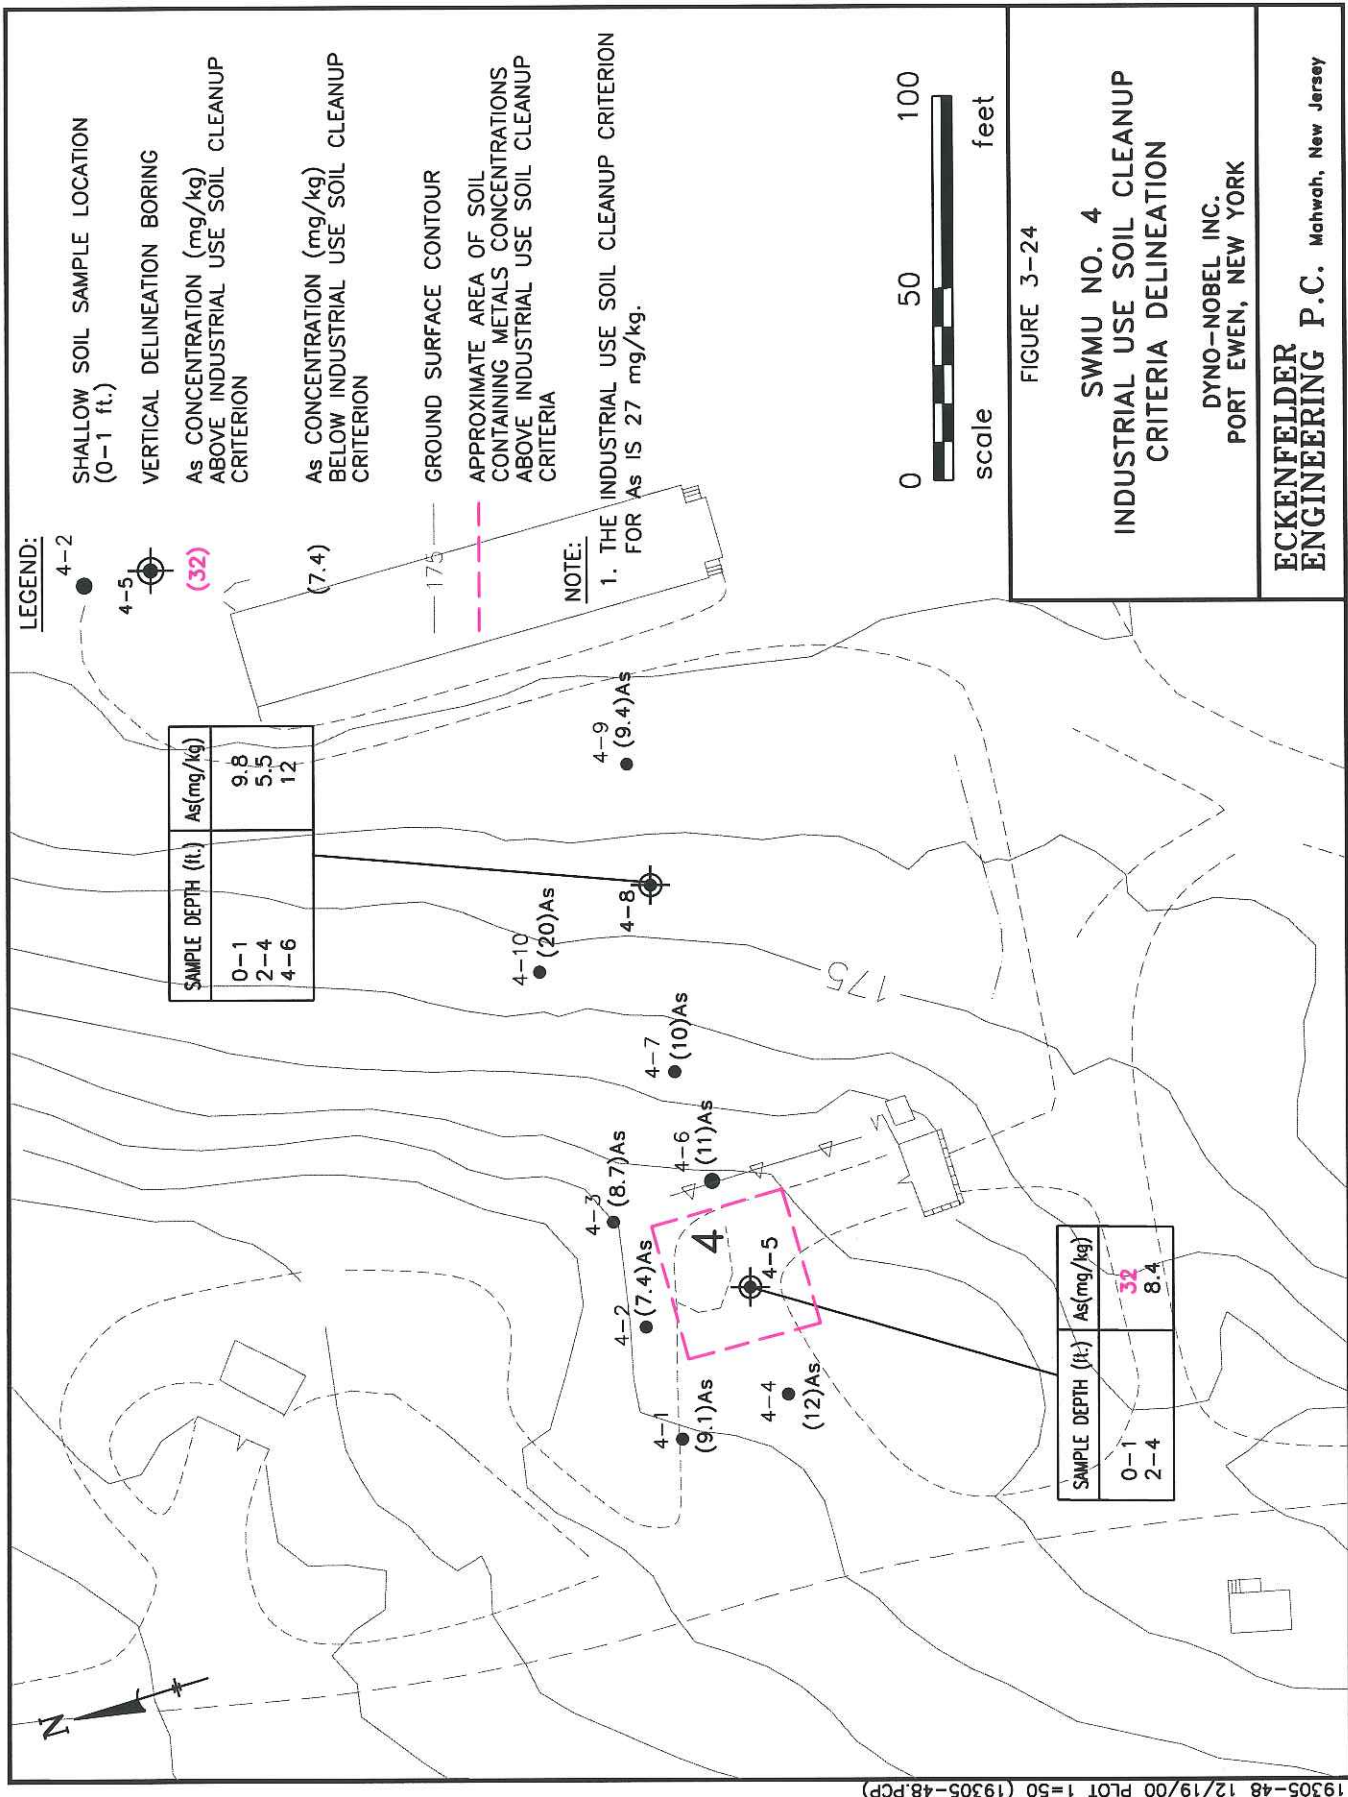 LEGEND:
4-2
SHALLOW SOIL SAMPLE LOCATION
(0-1 ft.)
4-5
VERTICAL DELINEATION BORING
(32)
As CONCENTRATION (mg/kg)
ABOVE INDUSTRIAL USE SOIL CLEANUP
CRITERION
(7.4)
As CONCENTRATION (mg/kg)
BELOW INDUSTRIAL USE SOIL CLEANUP
CRITERION
175
GROUND SURFACE CONTOUR
APPROXIMATE AREA OF SOIL
CONTAINING METALS CONCENTRATIONS
ABOVE INDUSTRIAL USE SOIL CLEANUP
CRITERIA
NOTE:
1. THE INDUSTRIAL USE SOIL CLEANUP CRITERION
FOR As IS 27 mg/kg.
SAMPLE DEPTH (ft.) As(mg/kg)
0-1 9.8
2-4 5.5
4-6 12
4-10
(20)As
4-8
4-9
(9.4)As
4-7
(10)As
175
4-3
(8.7)As
4-6
(11)As
4-2
(7.4)As
4
4-5
4-1
(9.1)As
4-4
(12)As
SAMPLE DEPTH (ft.) As(mg/kg)
0-1 32
2-4 8.4
N
0 50 100
scale feet
FIGURE 3-24
SWMU NO. 4
INDUSTRIAL USE SOIL CLEANUP
CRITERIA DELINEATION
DYNO-NOBEL INC.
PORT EWEN, NEW YORK
ECKENFELDER
ENGINEERING P.C. Mahwah, New Jersey
19305-48 12/19/00 PLOT 1=50 (19305-48.PCP)